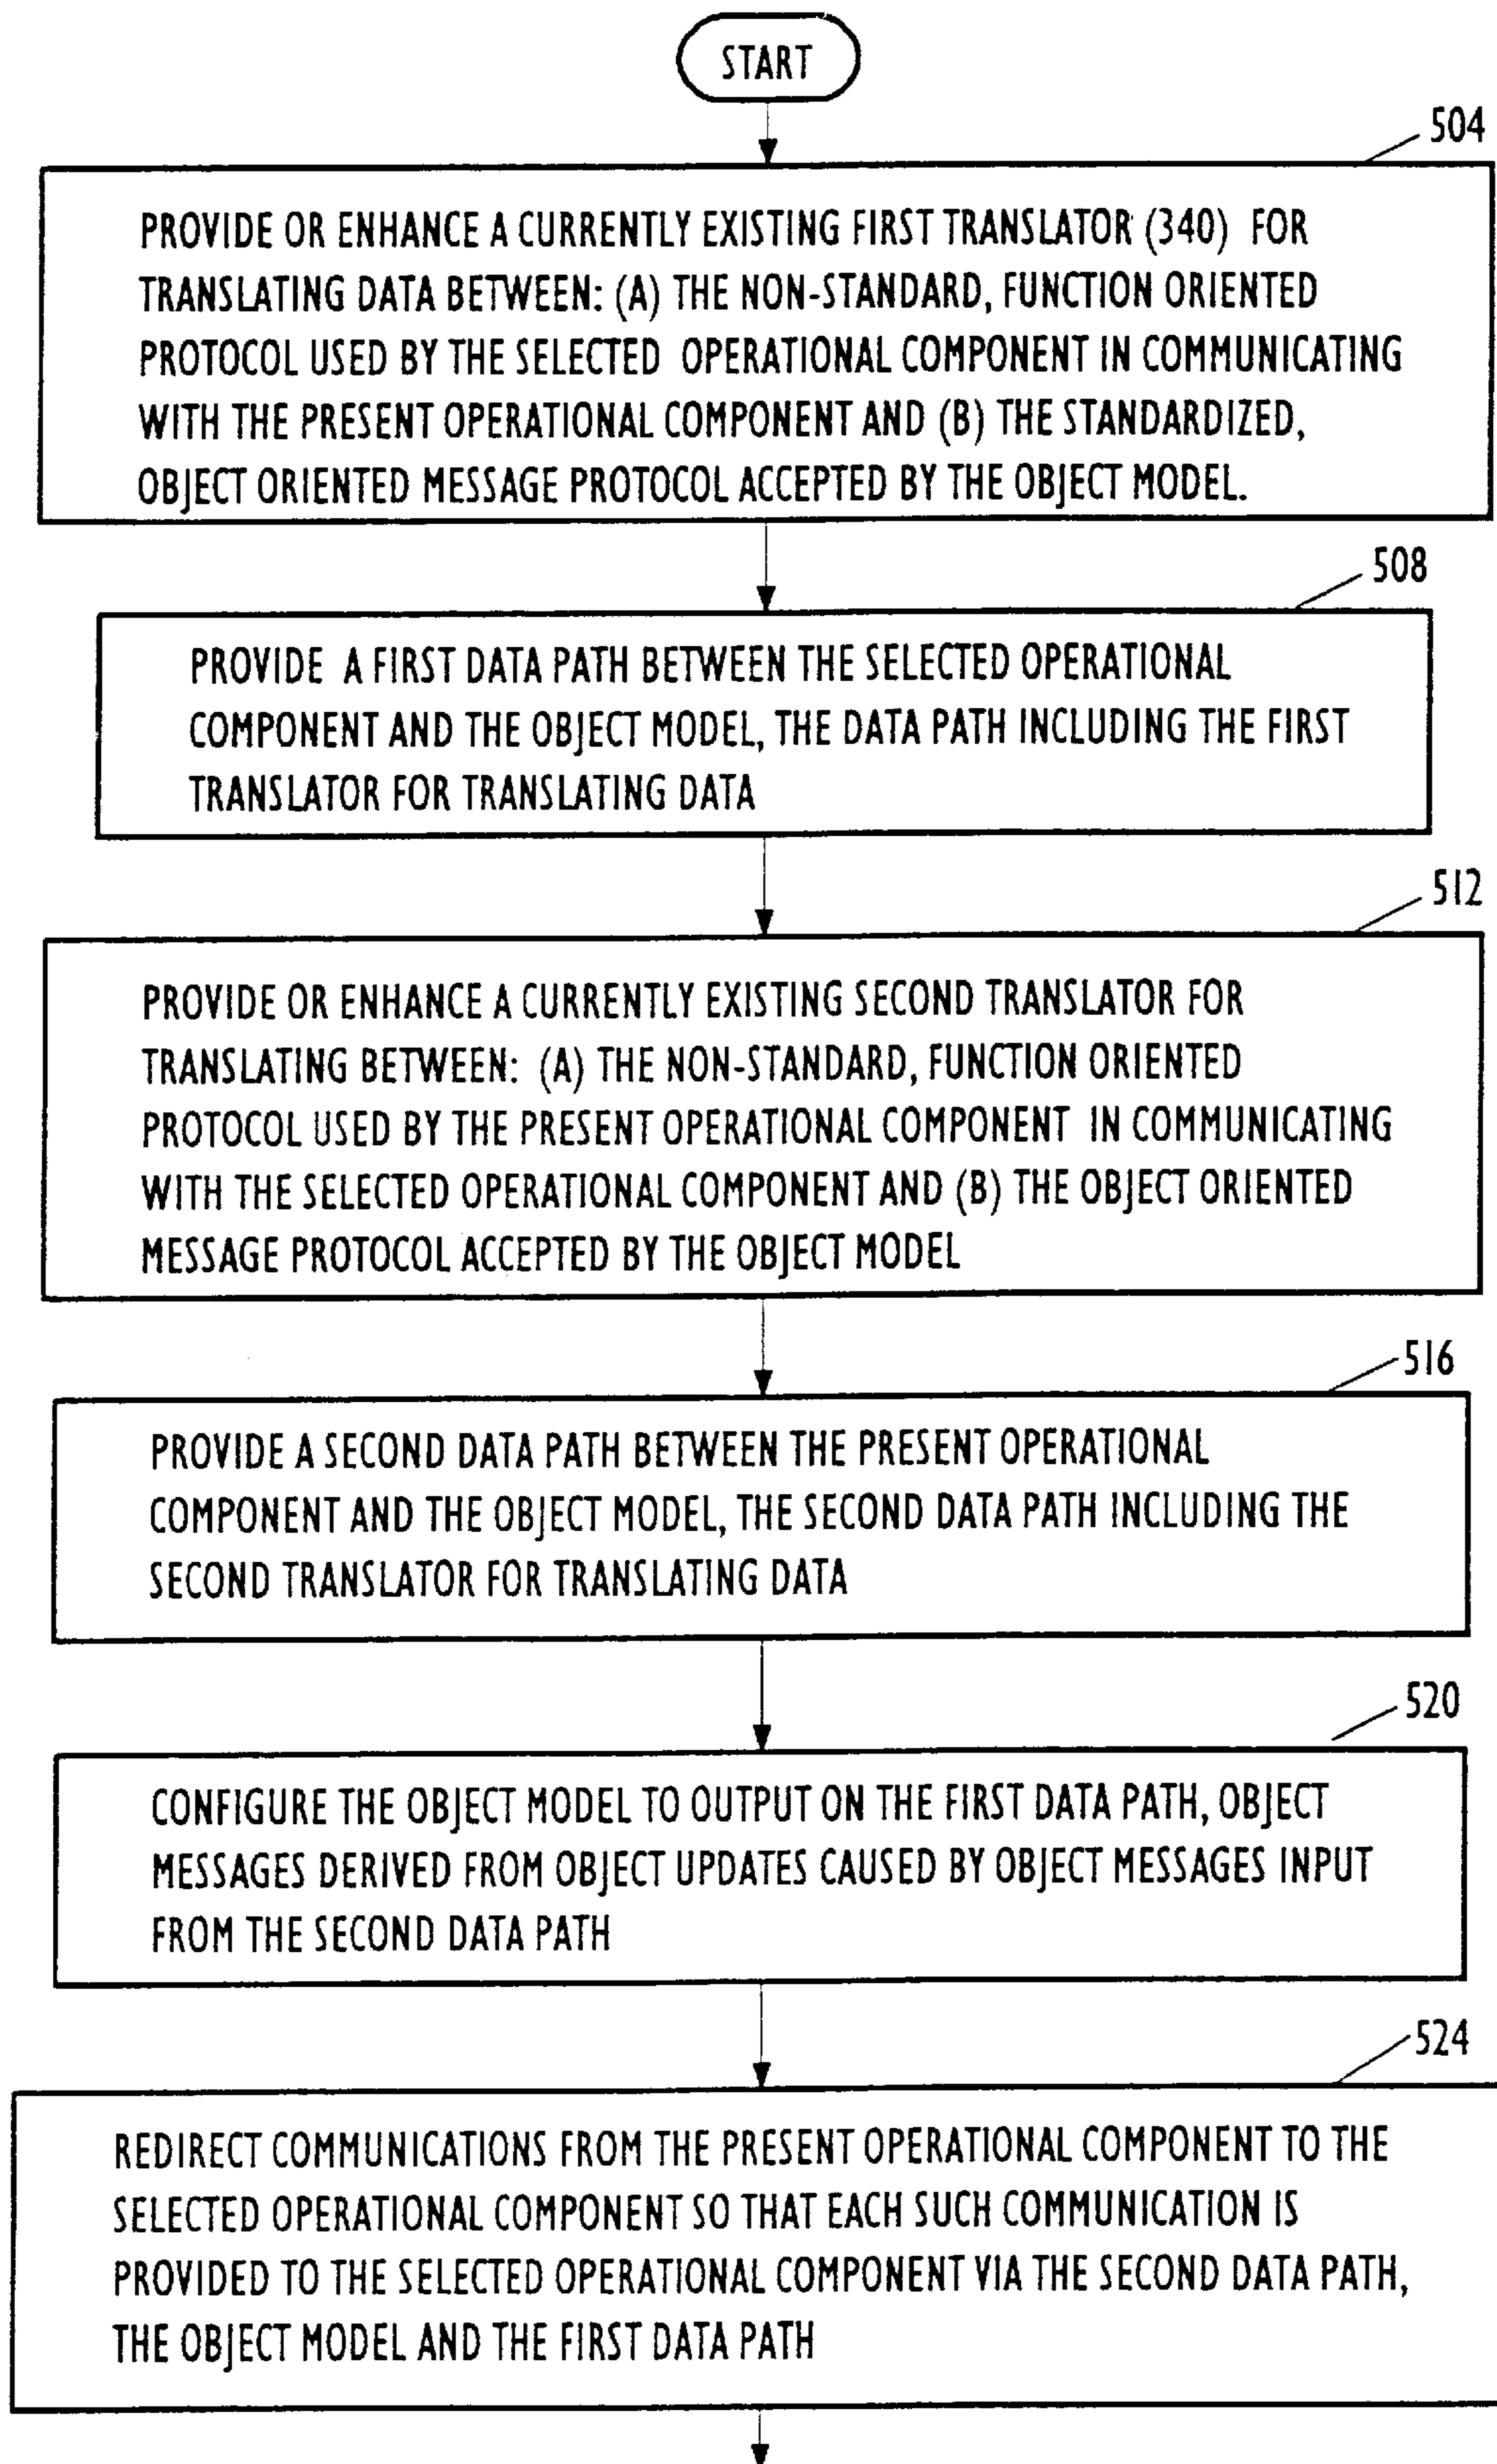 START
504
PROVIDE OR ENHANCE A CURRENTLY EXISTING FIRST TRANSLATOR (340) FOR
TRANSLATING DATA BETWEEN: (A) THE NON-STANDARD, FUNCTION ORIENTED
PROTOCOL USED BY THE SELECTED OPERATIONAL COMPONENT IN COMMUNICATING
WITH THE PRESENT OPERATIONAL COMPONENT AND (B) THE STANDARDIZED,
OBJECT ORIENTED MESSAGE PROTOCOL ACCEPTED BY THE OBJECT MODEL.
508
PROVIDE A FIRST DATA PATH BETWEEN THE SELECTED OPERATIONAL
COMPONENT AND THE OBJECT MODEL, THE DATA PATH INCLUDING THE FIRST
TRANSLATOR FOR TRANSLATING DATA
512
PROVIDE OR ENHANCE A CURRENTLY EXISTING SECOND TRANSLATOR FOR
TRANSLATING BETWEEN: (A) THE NON-STANDARD, FUNCTION ORIENTED
PROTOCOL USED BY THE PRESENT OPERATIONAL COMPONENT IN COMMUNICATING
WITH THE SELECTED OPERATIONAL COMPONENT AND (B) THE OBJECT ORIENTED
MESSAGE PROTOCOL ACCEPTED BY THE OBJECT MODEL
516
PROVIDE A SECOND DATA PATH BETWEEN THE PRESENT OPERATIONAL
COMPONENT AND THE OBJECT MODEL, THE SECOND DATA PATH INCLUDING THE
SECOND TRANSLATOR FOR TRANSLATING DATA
520
CONFIGURE THE OBJECT MODEL TO OUTPUT ON THE FIRST DATA PATH, OBJECT
MESSAGES DERIVED FROM OBJECT UPDATES CAUSED BY OBJECT MESSAGES INPUT
FROM THE SECOND DATA PATH
524
REDIRECT COMMUNICATIONS FROM THE PRESENT OPERATIONAL COMPONENT TO THE
SELECTED OPERATIONAL COMPONENT SO THAT EACH SUCH COMMUNICATION IS
PROVIDED TO THE SELECTED OPERATIONAL COMPONENT VIA THE SECOND DATA PATH,
THE OBJECT MODEL AND THE FIRST DATA PATH